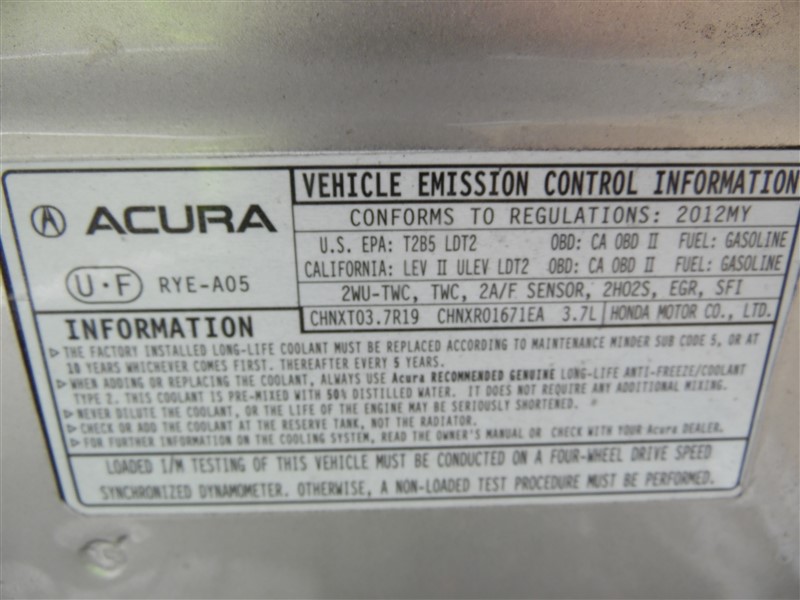 ACURA
U·F RYE-A05
VEHICLE EMISSION CONTROL INFORMATION
CONFORMS TO REGULATIONS: 2012MY
U.S. EPA: T2B5 LDT2 OBD: CA OBD II FUEL: GASOLINE
CALIFORNIA: LEV II ULEV LDT2 OBD: CA OBD II FUEL: GASOLINE
2WU-TWC, TWC, 2A/F SENSOR, 2HO2S, EGR, SFI
CHNXT03.7R19 CHNXR01671EA 3.7L HONDA MOTOR CO., LTD.
INFORMATION
▷ THE FACTORY INSTALLED LONG-LIFE COOLANT MUST BE REPLACED ACCORDING TO MAINTENANCE MINDER SUB CODE 5, OR AT
10 YEARS WHICHEVER COMES FIRST. THEREAFTER EVERY 5 YEARS.
▷ WHEN ADDING OR REPLACING THE COOLANT, ALWAYS USE Acura RECOMMENDED GENUINE LONG-LIFE ANTI-FREEZE/COOLANT
TYPE 2. THIS COOLANT IS PRE-MIXED WITH 50% DISTILLED WATER. IT DOES NOT REQUIRE ANY ADDITIONAL MIXING.
▷ NEVER DILUTE THE COOLANT, OR THE LIFE OF THE ENGINE MAY BE SERIOUSLY SHORTENED.
▷ CHECK OR ADD THE COOLANT AT THE RESERVE TANK, NOT THE RADIATOR.
▷ FOR FURTHER INFORMATION ON THE COOLING SYSTEM, READ THE OWNER'S MANUAL OR CHECK WITH YOUR Acura DEALER.
LOADED I/M TESTING OF THIS VEHICLE MUST BE CONDUCTED ON A FOUR-WHEEL DRIVE SPEED
SYNCHRONIZED DYNAMOMETER. OTHERWISE, A NON-LOADED TEST PROCEDURE MUST BE PERFORMED.